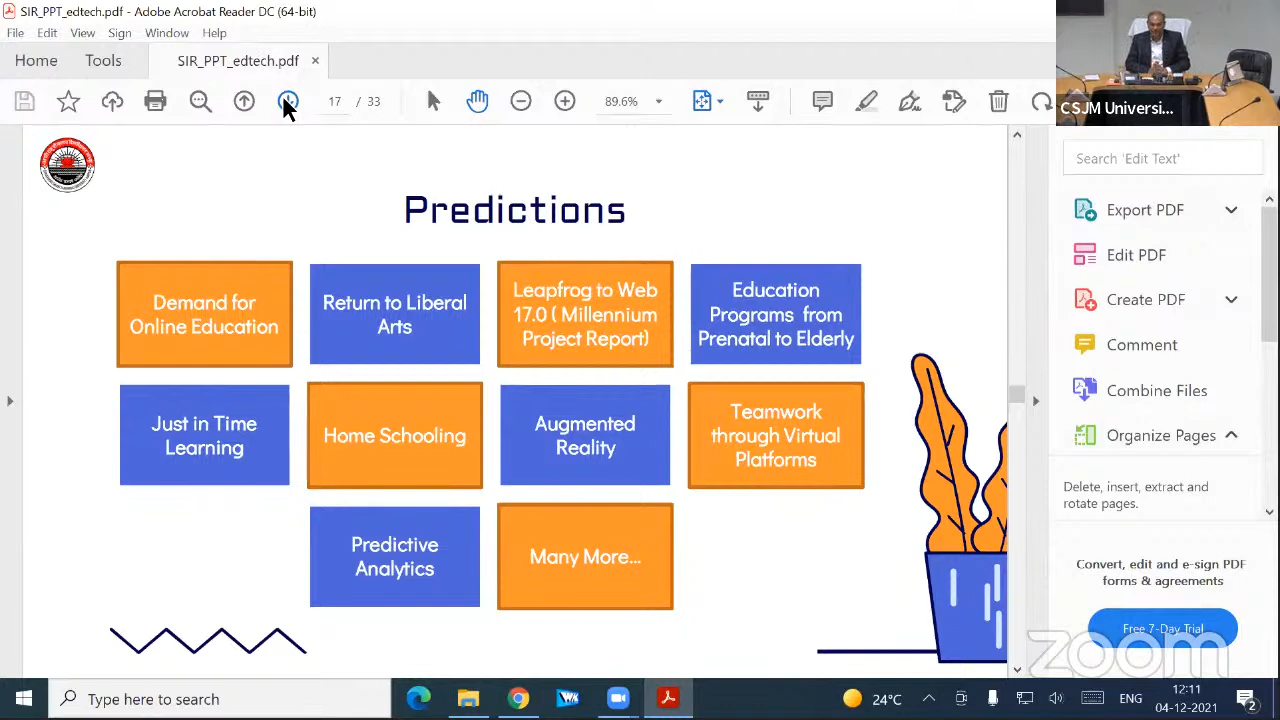 SIR_PPT_edtech.pdf - Adobe Acrobat Reader DC (64-bit)
File Edit View Sign Window Help
Home Tools SIR_PPT_edtech.pdf ×
17 / 33 89.6%
CSJM Universi...
Search 'Edit Text'
Predictions
Demand for
Online Education
Return to Liberal
Arts
Leapfrog to Web
17.0 ( Millennium
Project Report)
Education
Programs from
Prenatal to Elderly
Just in Time
Learning
Home Schooling
Augmented
Reality
Teamwork
through Virtual
Platforms
Predictive
Analytics
Many More...
Export PDF
Edit PDF
Create PDF
Comment
Combine Files
Organize Pages
Delete, insert, extract and
rotate pages.
Convert, edit and e-sign PDF
forms & agreements
Free 7-Day Trial
zoom
Type here to search
24°C
ENG
12:11
04-12-2021
2